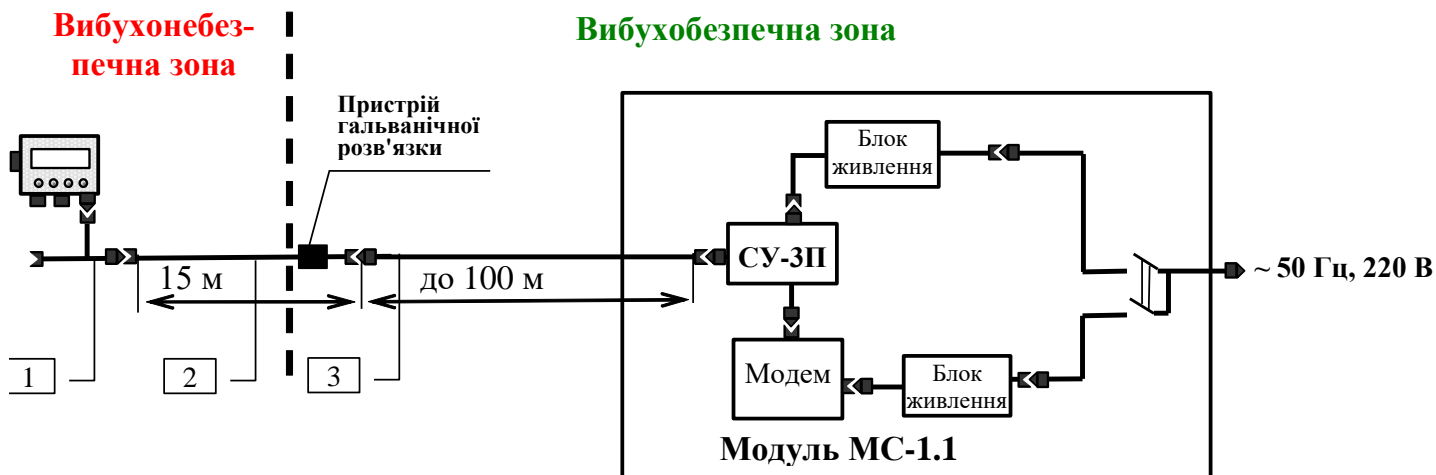 Вибухонебез-
печна зона
Вибухобезпечна зона
Пристрій
гальванічної
розв'язки
Блок
живлення
СУ-3П
~ 50 Гц, 220 В
15 м
до 100 м
1
2
3
Модем
Блок
живлення
Модуль МС-1.1